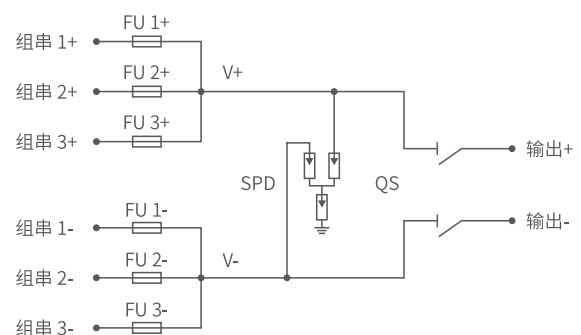 FU 1+
组串 1+
FU 2+
V+
组串 2+
FU 3+
组串 3+
输出+
SPD
QS
FU 1-
组串 1-
输出-
FU 2-
V-
组串 2-
FU 3-
组串 3-